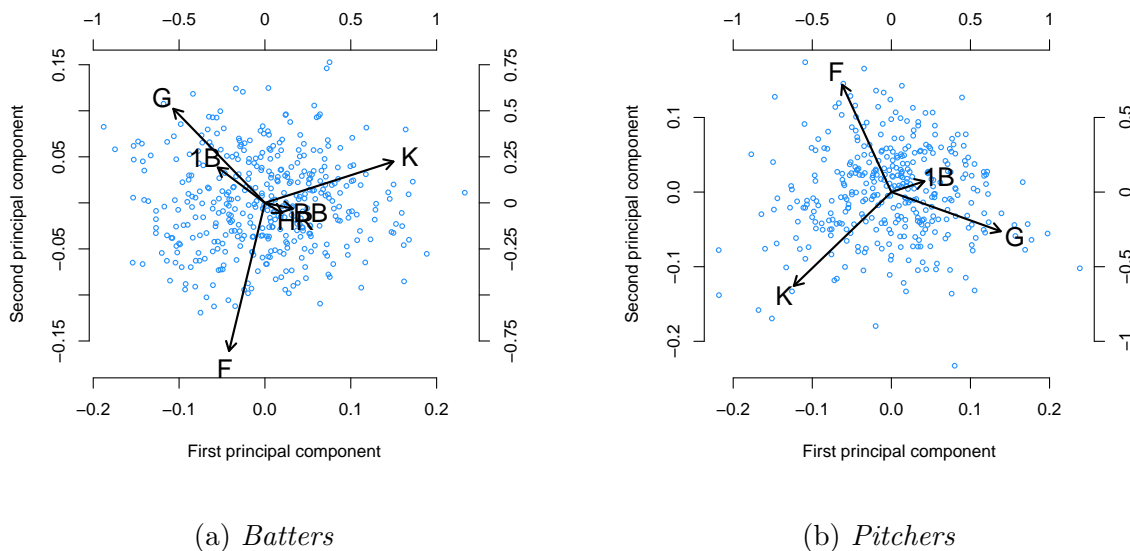 −1 −0.5 0 0.5 1
Second principal component
−0.15 −0.05 0.05 0.15
G
1B
K
BB
HR
F
−0.75 −0.25 0 0.25 0.5 0.75
−0.2 −0.1 0.0 0.1 0.2
First principal component
(a) Batters
−1 −0.5 0 0.5 1
Second principal component
−0.2 −0.1 0.0 0.1
F
1B
G
K
−1 −0.5 0 0.5
−0.2 −0.1 0.0 0.1 0.2
First principal component
(b) Pitchers